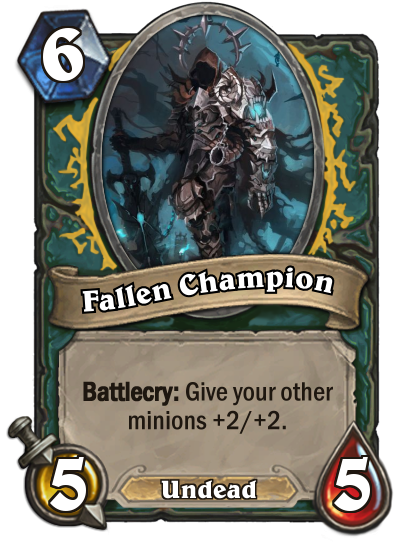 6
Fallen Champion
Battlecry: Give your other
minions +2/+2.
5
Undead
5